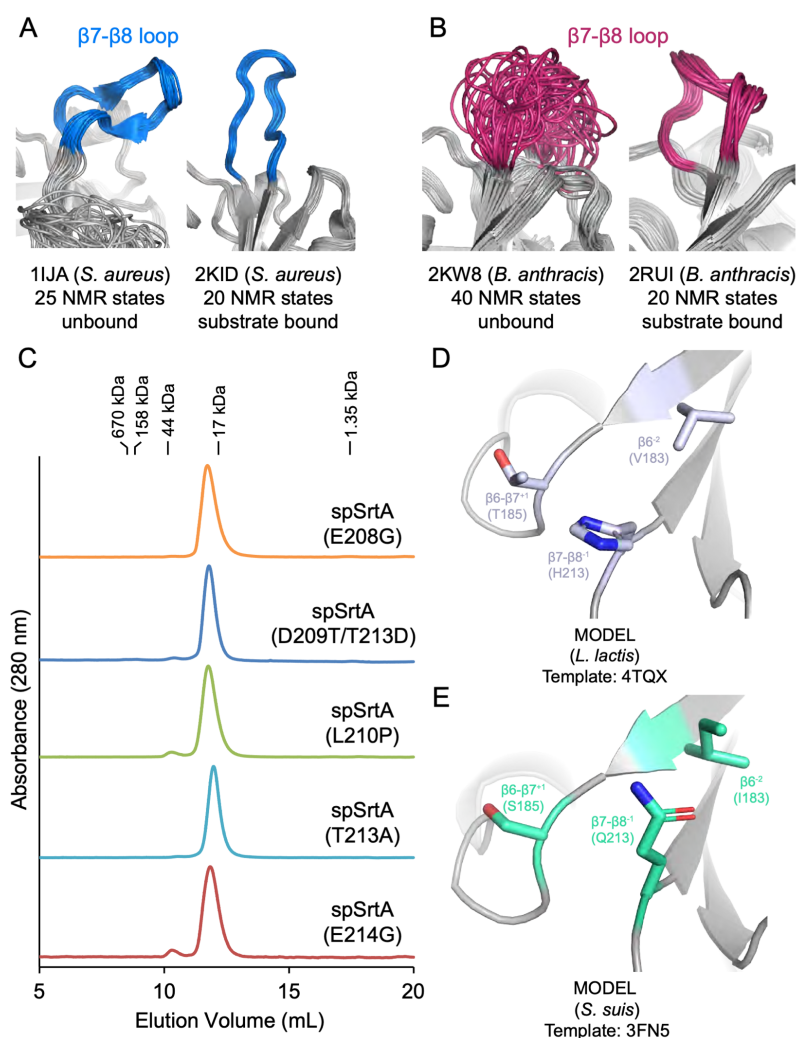 A
β7-β8 loop
1IJA (S. aureus)
25 NMR states
unbound
2KID (S. aureus)
20 NMR states
substrate bound
B
β7-β8 loop
2KW8 (B. anthracis)
40 NMR states
unbound
2RUI (B. anthracis)
20 NMR states
substrate bound
C
670 kDa
158 kDa
44 kDa
17 kDa
1.35 kDa
spSrtA
(E208G)
spSrtA
(D209T/T213D)
spSrtA
(L210P)
spSrtA
(T213A)
spSrtA
(E214G)
Absorbance (280 nm)
5
10
15
20
Elution Volume (mL)
D
β6-2
(V183)
β6-β7+1
(T185)
β7-β8-1
(H213)
MODEL
(L. lactis)
Template: 4TQX
E
β6-β7+1
(S185)
β7-β8-1
(Q213)
β6-2
(I183)
MODEL
(S. suis)
Template: 3FN5